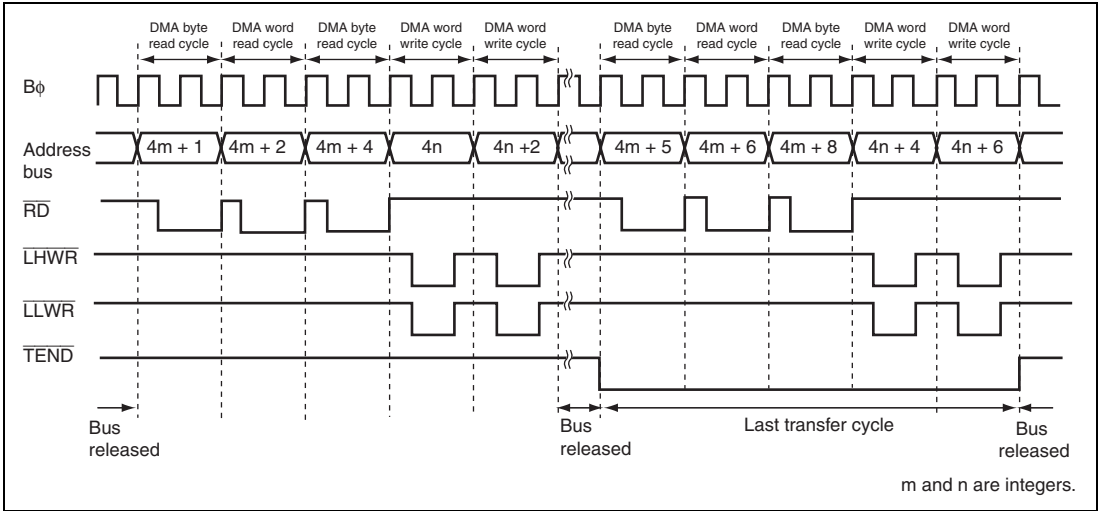 DMA byte read cycle
DMA word read cycle
DMA byte read cycle
DMA word write cycle
DMA word write cycle
DMA byte read cycle
DMA word read cycle
DMA byte read cycle
DMA word write cycle
DMA word write cycle
Bϕ
Address bus
4m + 1
4m + 2
4m + 4
4n
4n +2
4m + 5
4m + 6
4m + 8
4n + 4
4n + 6
RD
LHWR
LLWR
TEND
Bus released
Bus released
Last transfer cycle
Bus released
m and n are integers.